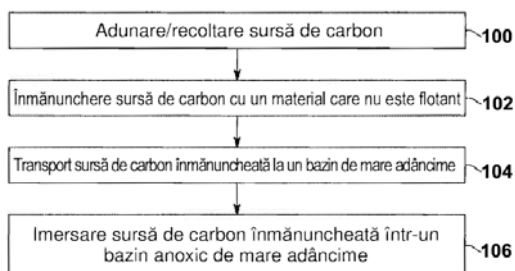 Adunare/recoltare sursă de carbon 100
Înmănunchere sursă de carbon cu un material care nu este flotant 102
Transport sursă de carbon înmănuncheată la un bazin de mare adâncime 104
Imersare sursă de carbon înmănuncheată într-un
bazin anoxic de mare adâncime 106